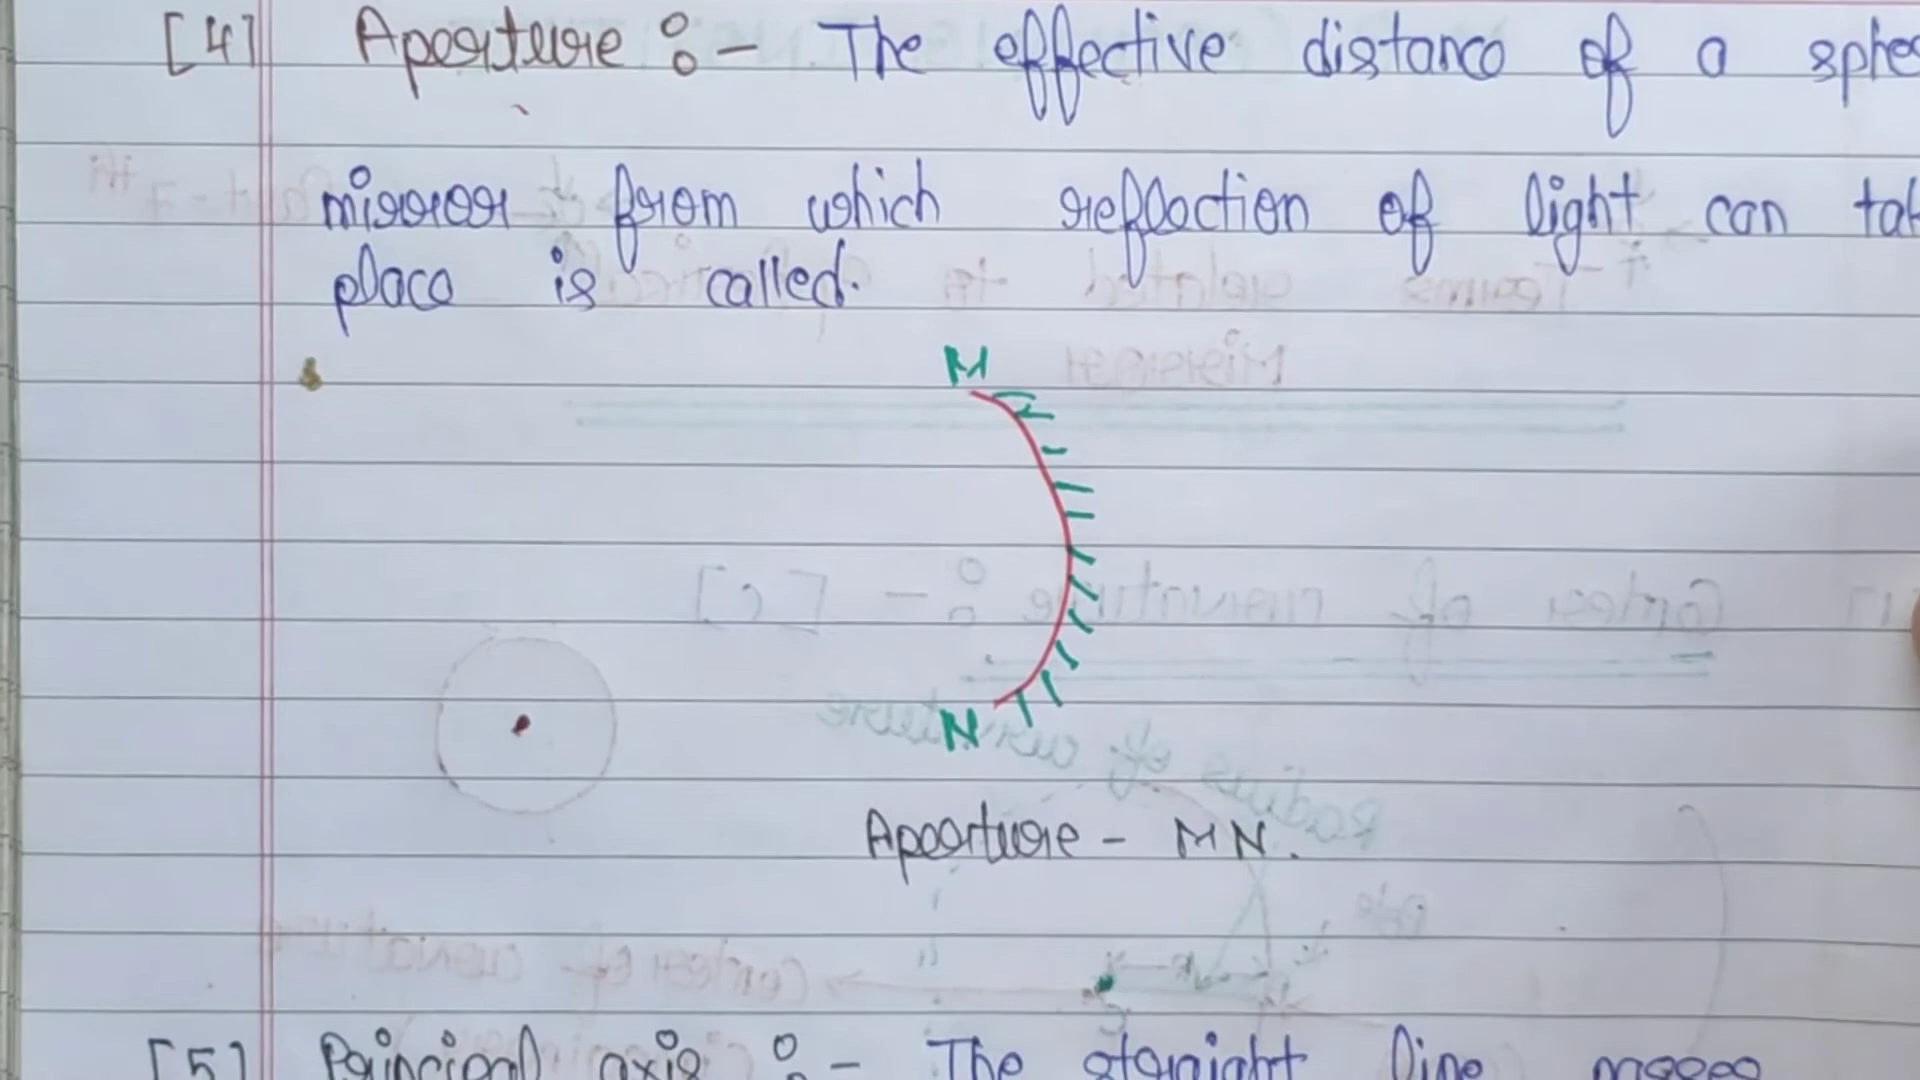 [4] Aperture :- The effective distance of a sphe
mirror from which reflection of light can tak
place is called.
M
N
Aperture - MN.
[5] Principal axis :- The straight line